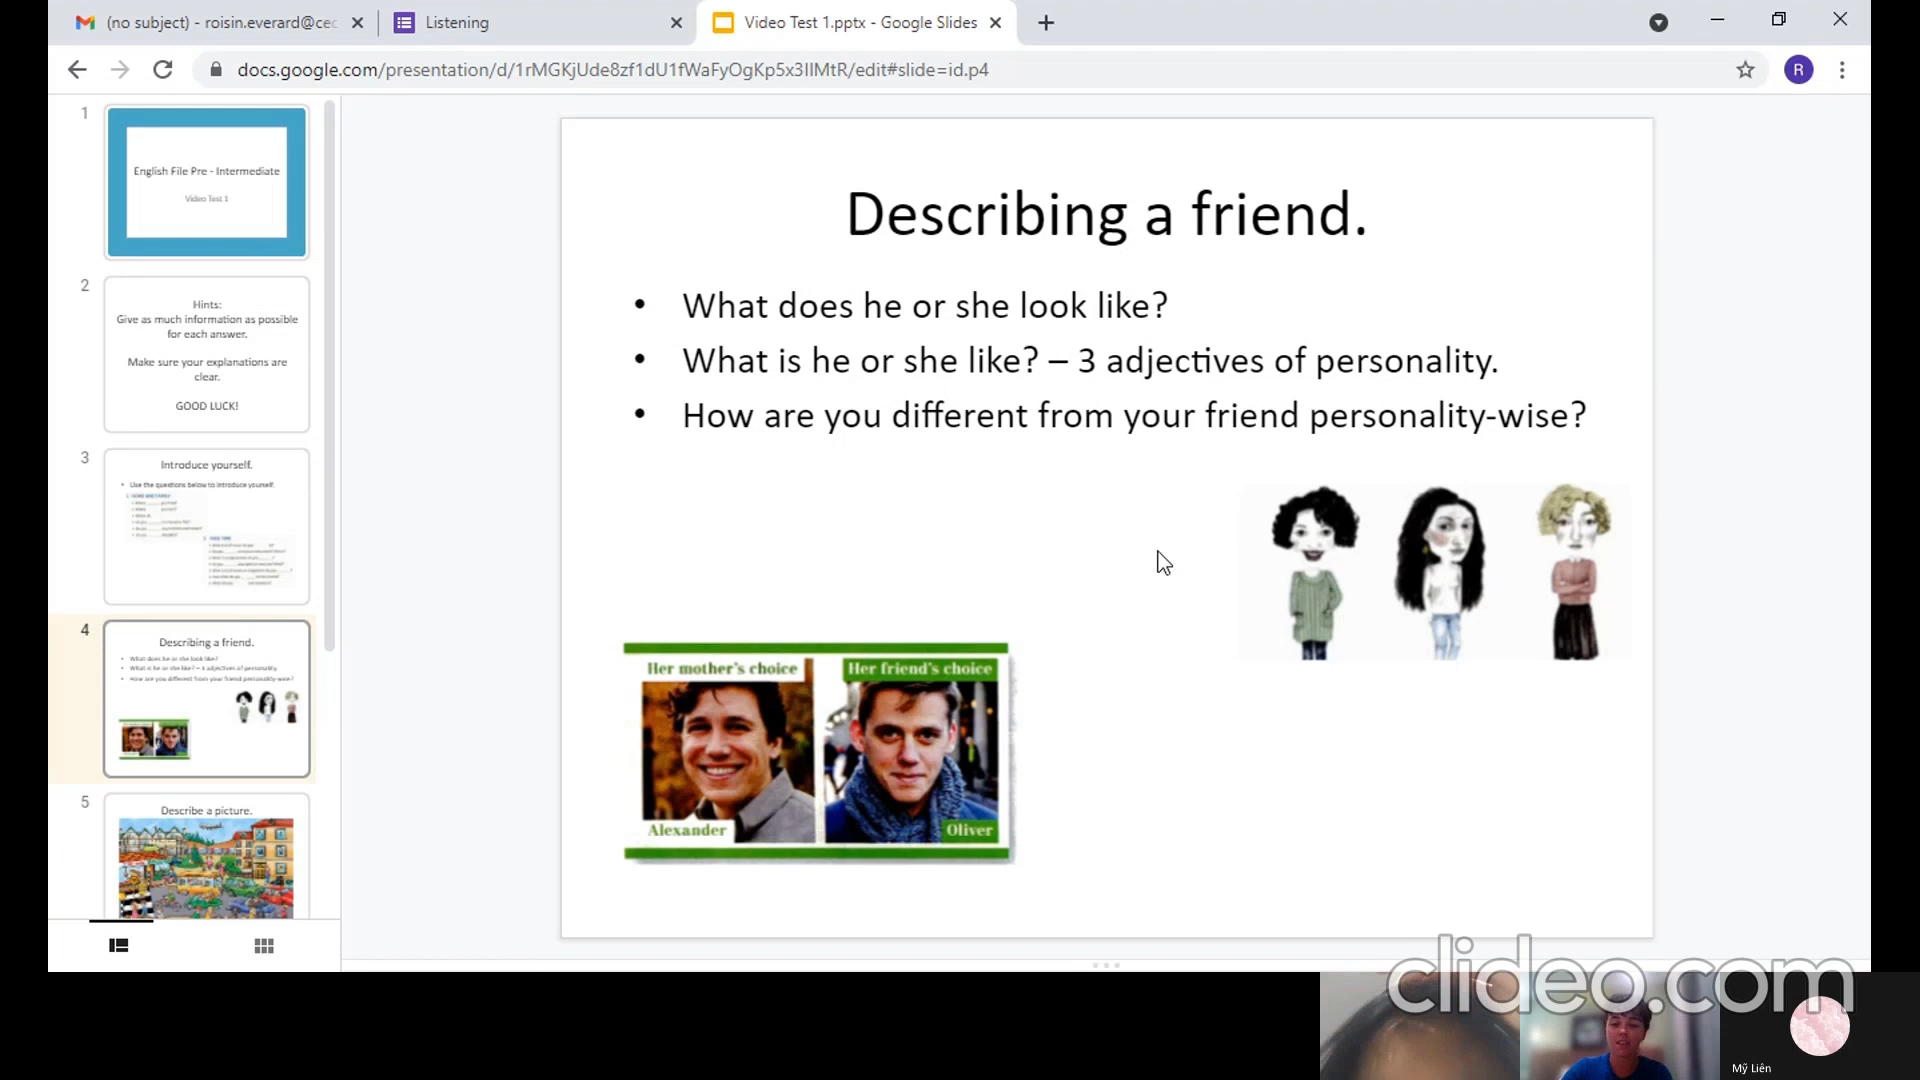 (no subject) - roisin.everard@cec
Listening
Video Test 1.pptx - Google Slides
docs.google.com/presentation/d/1rMGKjUde8zf1dU1fWaFyOgKp5x3IIMtR/edit#slide=id.p4
R
1
English File Pre - Intermediate
Video Test 1
2
Hints:
Give as much information as possible
for each answer.
Make sure your explanations are
clear.
GOOD LUCK!
3
Introduce yourself.
• Use the questions below to introduce yourself.
4
Describing a friend.
• What does he or she look like?
• What is he or she like? – 3 adjectives of personality.
• How are you different from your friend personality-wise?
5
Describe a picture.
Describing a friend.
• What does he or she look like?
• What is he or she like? – 3 adjectives of personality.
• How are you different from your friend personality-wise?
Her mother's choice
Her friend's choice
Alexander
Oliver
clideo.com
Mỹ Liên